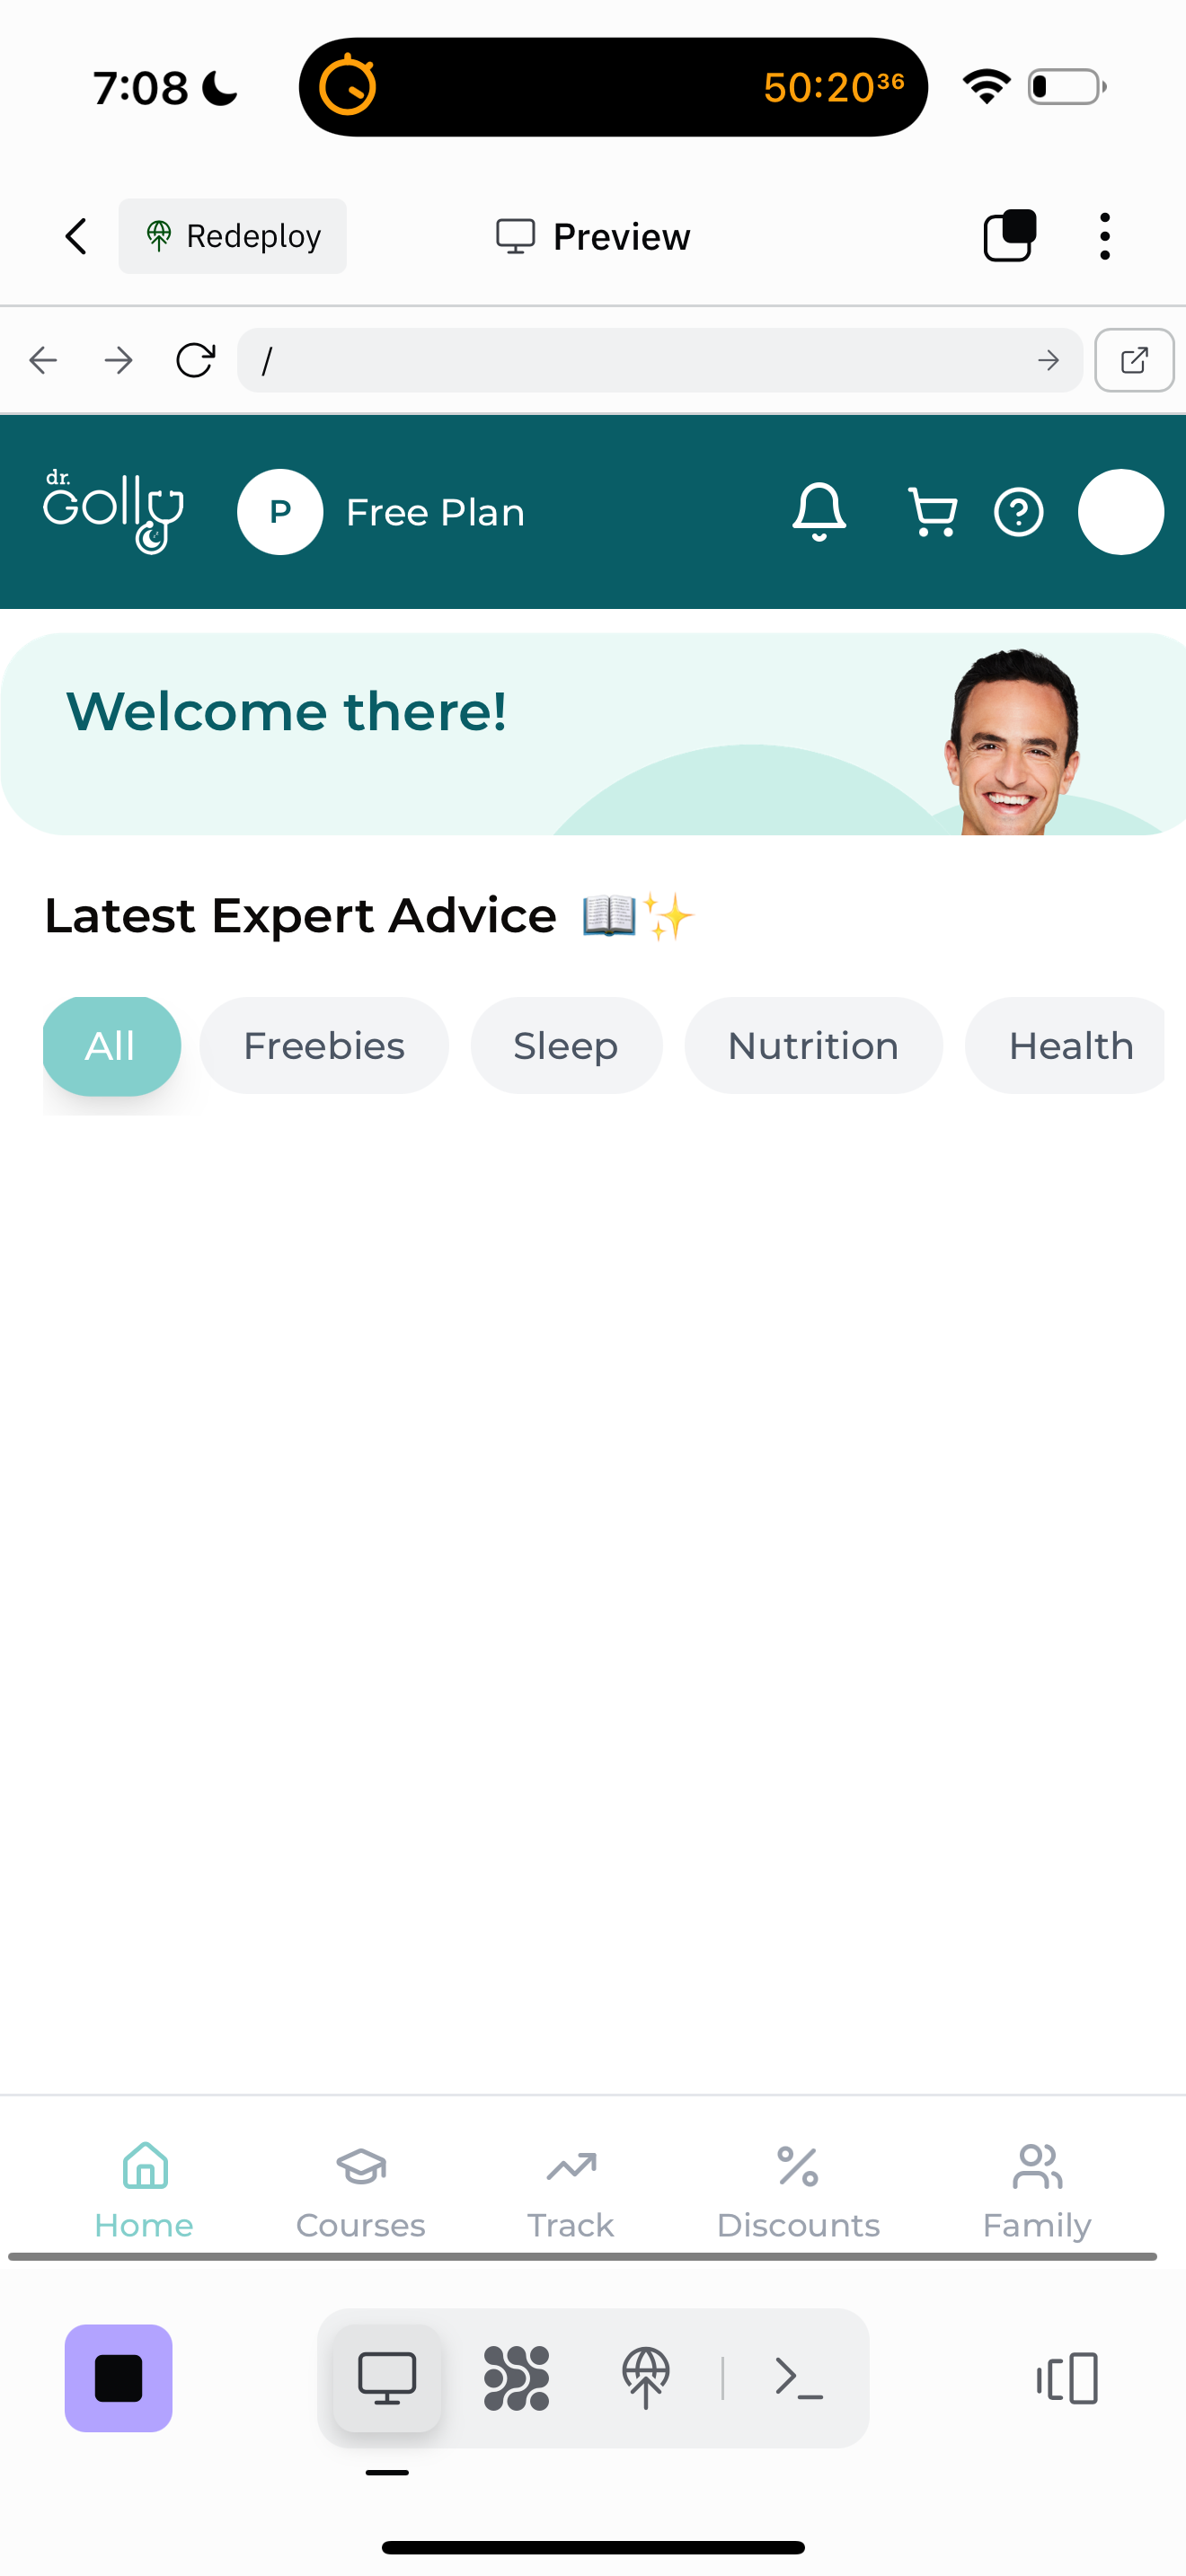 7:08
50:20³⁶
Redeploy
Preview
/
dr.
Golly
P
Free Plan
Welcome there!
Latest Expert Advice 📖✨
All
Freebies
Sleep
Nutrition
Health
Home
Courses
Track
Discounts
Family